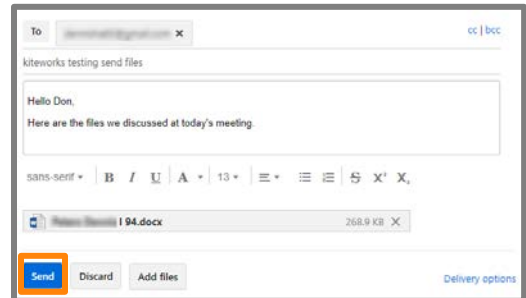 To x cc | bcc
kiteworks testing send files
Hello Don,
Here are the files we discussed at today's meeting.
sans-serif B I U A 13 S X² X,
I 94.docx 268.9 KB X
Send Discard Add files Delivery options